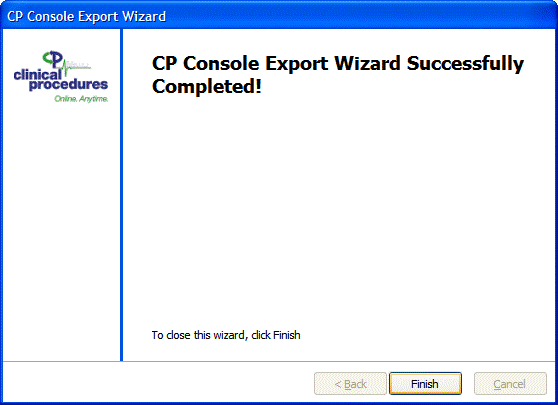 CP Console Export Wizard
CP
clinical
procedures
Online. Anytime.
CP Console Export Wizard Successfully
Completed!
To close this wizard, click Finish
< Back Finish Cancel